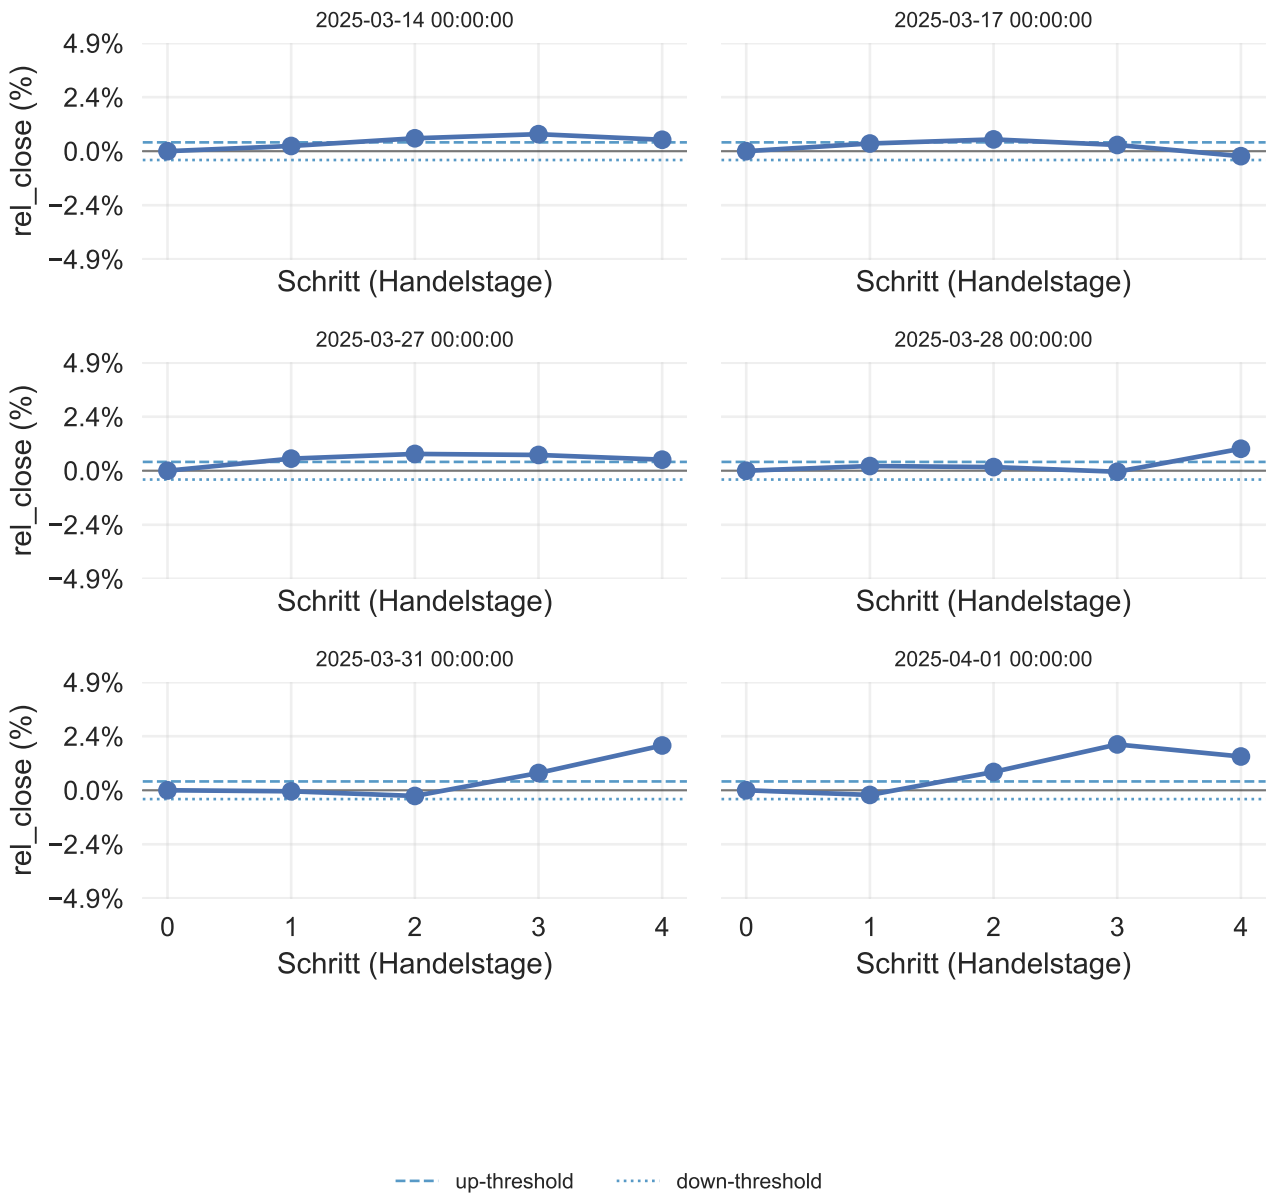 2025-03-14 00:00:00
2025-03-17 00:00:00
4.9%
2.4%
0.0%
−2.4%
−4.9%
rel_close (%)
Schritt (Handelstage)
Schritt (Handelstage)
2025-03-27 00:00:00
2025-03-28 00:00:00
4.9%
2.4%
0.0%
−2.4%
−4.9%
rel_close (%)
Schritt (Handelstage)
Schritt (Handelstage)
2025-03-31 00:00:00
2025-04-01 00:00:00
4.9%
2.4%
0.0%
−2.4%
−4.9%
rel_close (%)
0 1 2 3 4
0 1 2 3 4
Schritt (Handelstage)
Schritt (Handelstage)
up-threshold
down-threshold